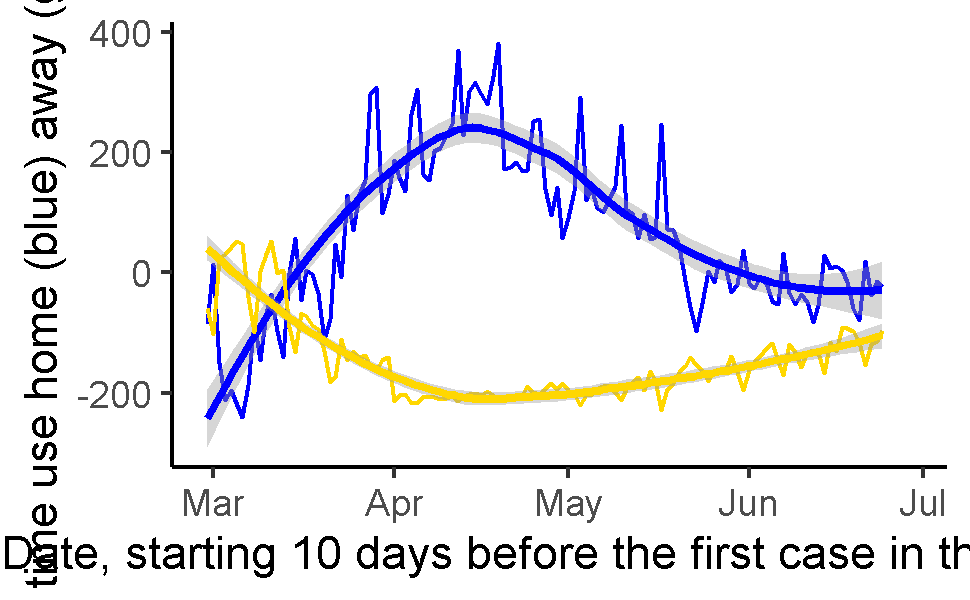 time use home (blue) away (
400
200
0
-200
Mar Apr May Jun Jul
Date, starting 10 days before the first case in th